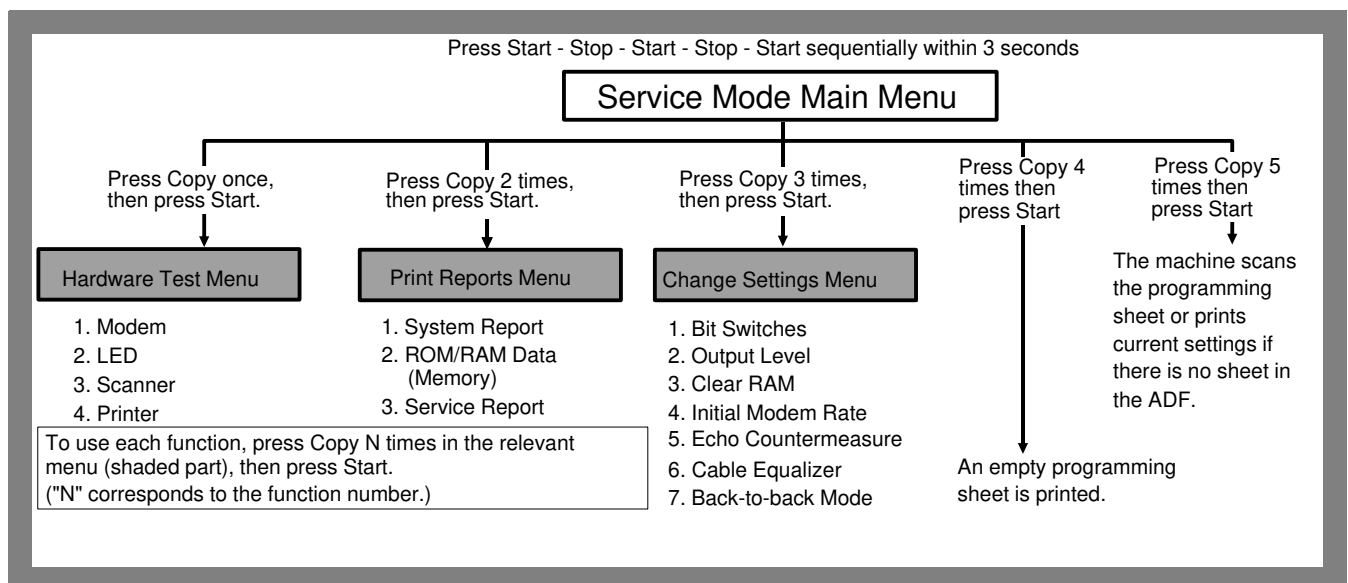 Press Start - Stop - Start - Stop - Start sequentially within 3 seconds
Service Mode Main Menu
Press Copy once,
then press Start.
Hardware Test Menu
1. Modem
2. LED
3. Scanner
4. Printer
To use each function, press Copy N times in the relevant
menu (shaded part), then press Start.
("N" corresponds to the function number.)
Press Copy 2 times,
then press Start.
Print Reports Menu
1. System Report
2. ROM/RAM Data
(Memory)
3. Service Report
Press Copy 3 times,
then press Start.
Change Settings Menu
1. Bit Switches
2. Output Level
3. Clear RAM
4. Initial Modem Rate
5. Echo Countermeasure
6. Cable Equalizer
7. Back-to-back Mode
Press Copy 4
times then
press Start
An empty programming
sheet is printed.
Press Copy 5
times then
press Start
The machine scans
the programming
sheet or prints
current settings if
there is no sheet in
the ADF.